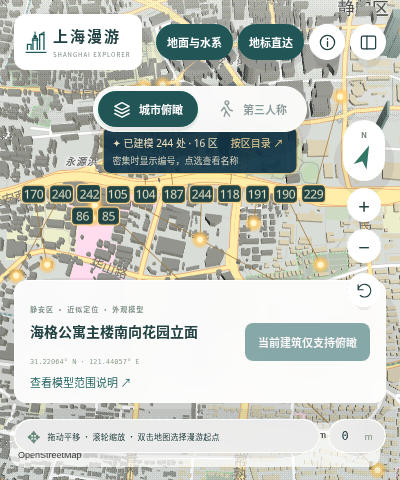 静安区
上海漫游
SHANGHAI EXPLORER
地面与水系
地标直达
城市俯瞰
第三人称
N
✦ 已建模 244 处 · 16 区 按区目录 ↗
密集时显示编号，点选查看名称
170 240 242 105 104 187 244 118 191 190 229
86 85
+
−
静安区 · 近似定位 · 外观模型
海格公寓主楼南向花园立面
当前建筑仅支持俯瞰
31.22064° N · 121.44057° E
查看模型范围说明 ↗
拖动平移 · 滚轮缩放 · 双击地图选择漫游起点
0 m
OpenStreetMap